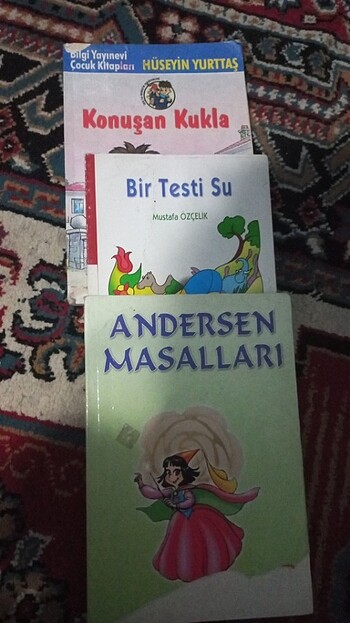 Bilgi Yayınevi
Çocuk Kitapları HÜSEYİN YURTTAŞ
Konuşan Kukla
Bir Testi Su
Mustafa ÖZÇELİK
ANDERSEN
MASALLARI